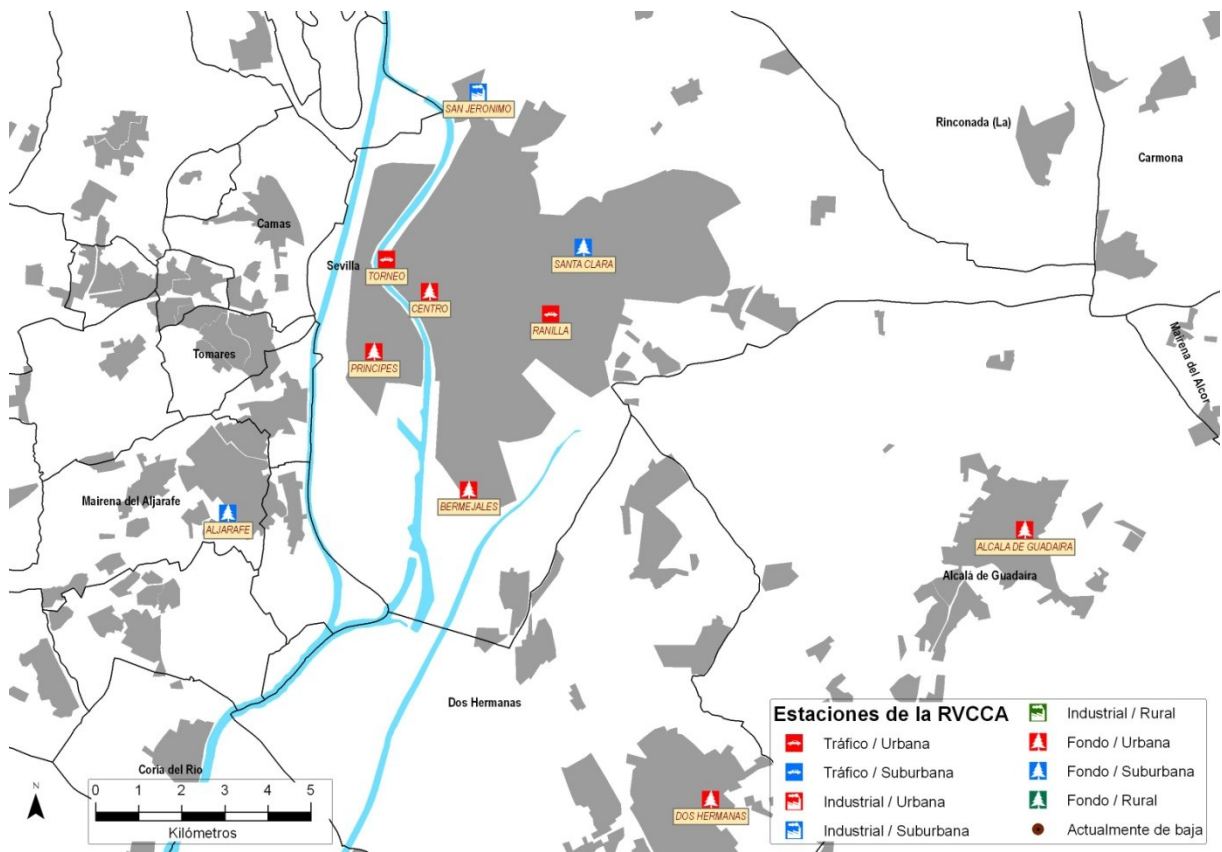 SAN JERONIMO
Rinconada (La)
Carmona
Camas
Sevilla
TORNEO
SANTA CLARA
CENTRO
RANILLA
Tomares
PRINCIPES
Mairena del Alcor
Mairena del Aljarafe
ALJARAFE
BERMEJALES
ALCALA DE GUADAIRA
Alcalá de Guadaira
Dos Hermanas
Coria del Río
DOS HERMANAS
N
0 1 2 3 4 5
Kilómetros
Estaciones de la RVCCA
Tráfico / Urbana
Tráfico / Suburbana
Industrial / Urbana
Industrial / Suburbana
Industrial / Rural
Fondo / Urbana
Fondo / Suburbana
Fondo / Rural
Actualmente de baja